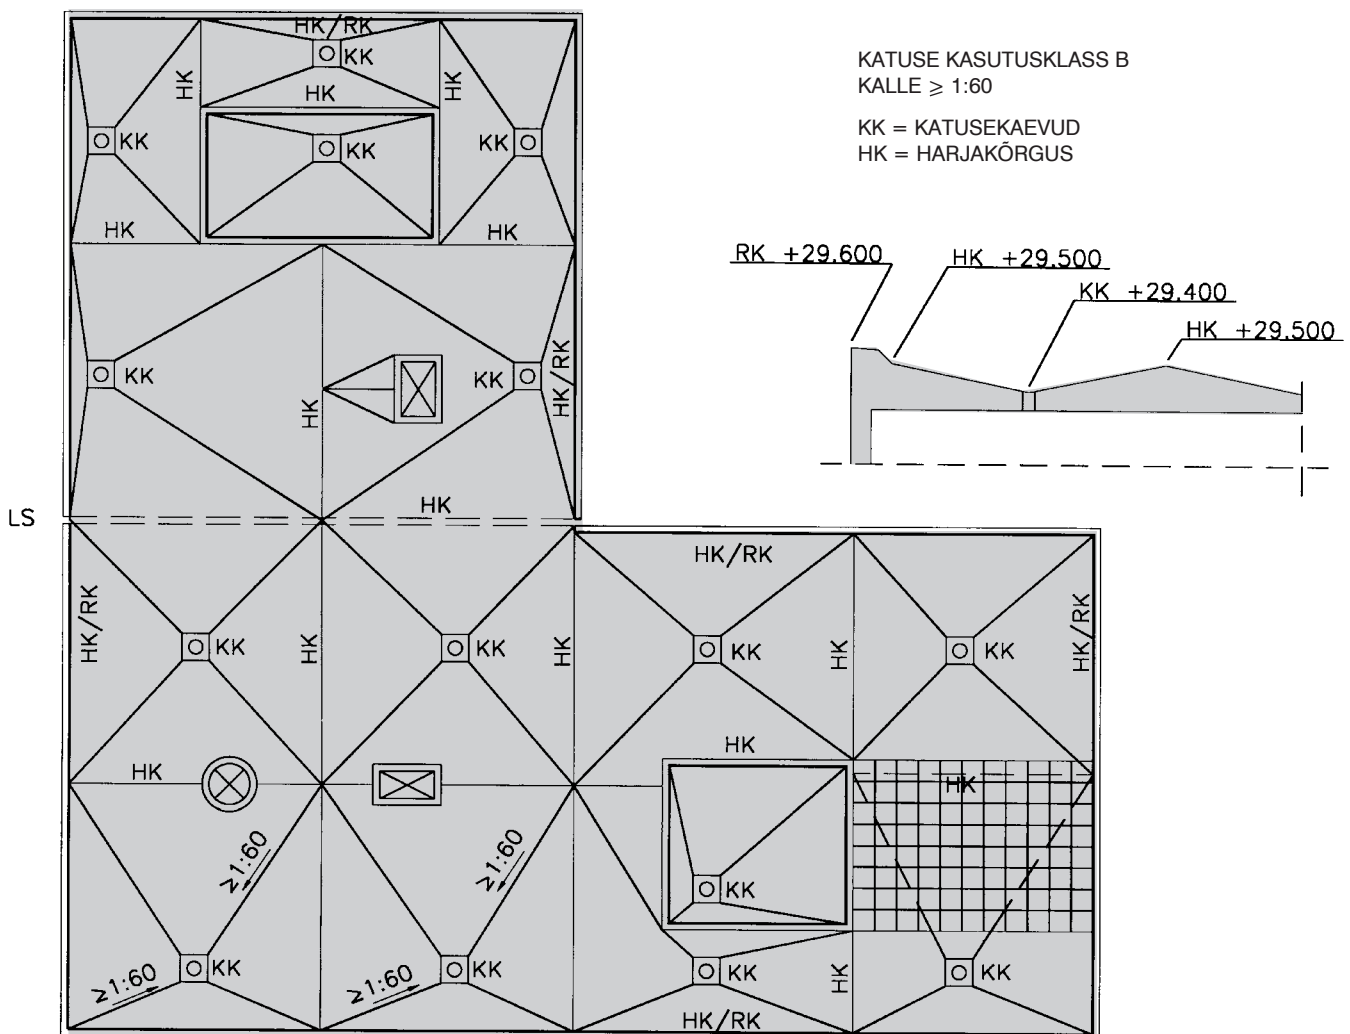 HK/RK
KK
HK
HK
HK
KK
KK
KK
HK
HK
KATUSE KASUTUSKLASS B
KALLE ≥ 1:60
KK = KATUSEKAEVUD
HK = HARJAKÕRGUS
RK +29.600
HK +29.500
KK +29.400
HK +29.500
KK
KK
HK/RK
HK
HK
LS
HK/RK
HK/RK
KK
HK
KK
HK
KK
HK
KK
HK/RK
HK
HK
HK
≥1:60
≥1:60
KK
KK
KK
KK
KK
≥1:60
≥1:60
HK
HK/RK